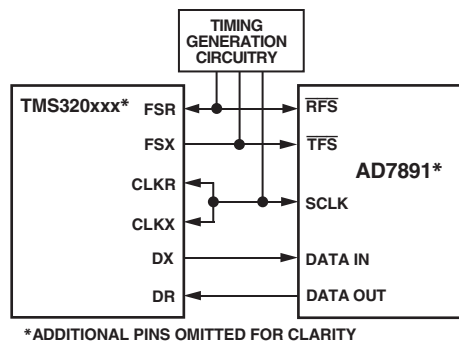 TIMING
GENERATION
CIRCUITRY
TMS320xxx*
FSR
RFS
FSX
TFS
AD7891*
CLKR
SCLK
CLKX
DX
DATA IN
DR
DATA OUT
*ADDITIONAL PINS OMITTED FOR CLARITY